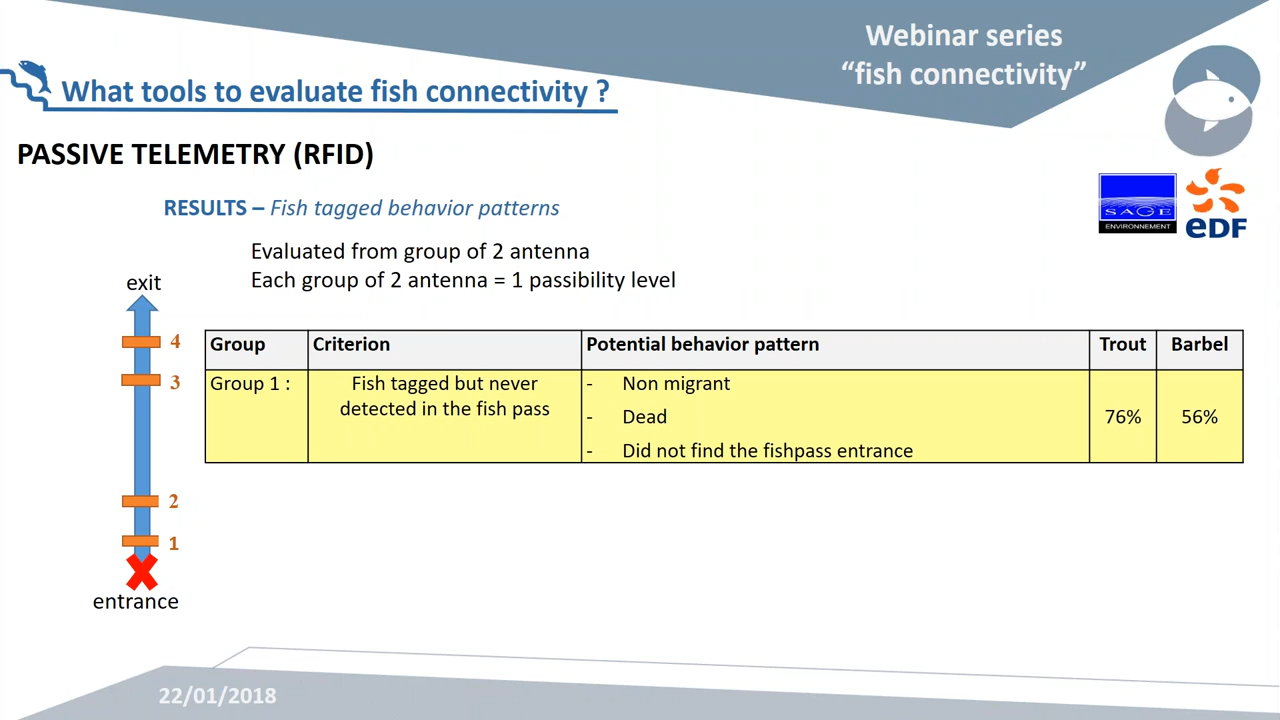 Webinar series
“fish connectivity”
What tools to evaluate fish connectivity ?
PASSIVE TELEMETRY (RFID)
RESULTS – Fish tagged behavior patterns
SAGE
ENVIRONNEMENT
eDF
Evaluated from group of 2 antenna
Each group of 2 antenna = 1 passibility level
exit
4
3
2
1
entrance
Group Criterion Potential behavior pattern Trout Barbel
Group 1 : Fish tagged but never - Non migrant
detected in the fish pass - Dead 76% 56%
- Did not find the fishpass entrance
22/01/2018